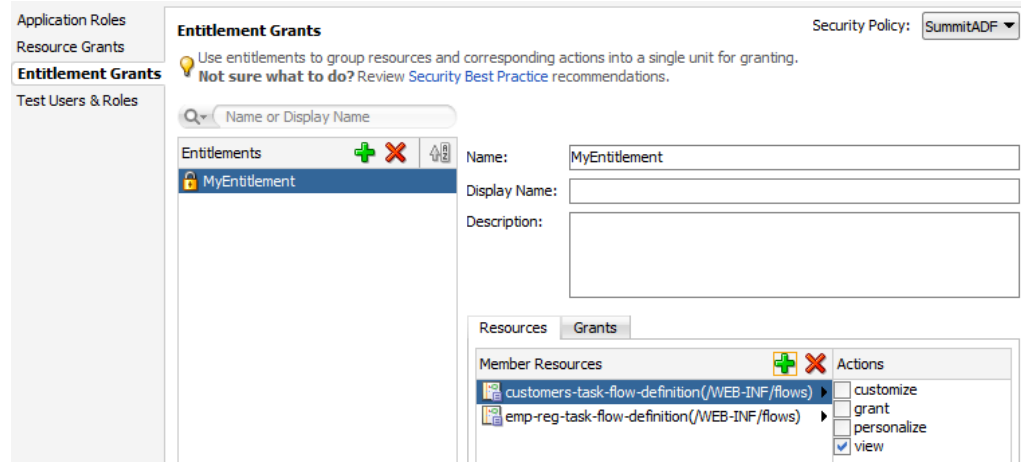 Application Roles
Resource Grants
Entitlement Grants
Test Users & Roles
Entitlement Grants
Security Policy: SummitADF
Use entitlements to group resources and corresponding actions into a single unit for granting.
Not sure what to do? Review Security Best Practice recommendations.
Name or Display Name
Entitlements
MyEntitlement
Name: MyEntitlement
Display Name:
Description:
Resources Grants
Member Resources Actions
customers-task-flow-definition(/WEB-INF/flows)
emp-reg-task-flow-definition(/WEB-INF/flows)
customize
grant
personalize
view